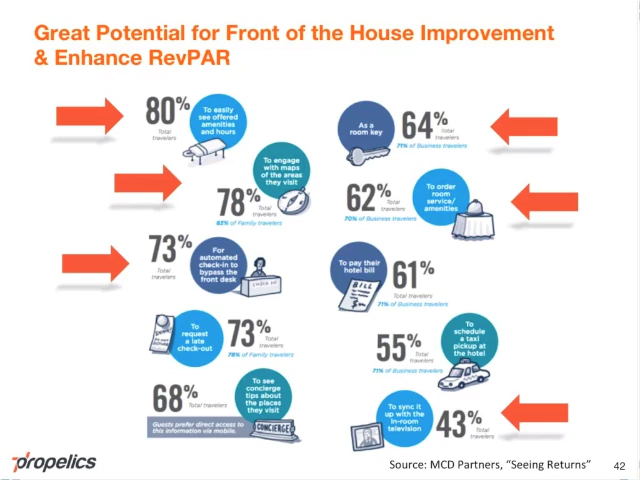 Great Potential for Front of the House Improvement
& Enhance RevPAR
80%
Total
travelers
To easily
see offered
amenities
and hours
To engage
with maps
of the areas
they visit
78%
Total
travelers
83% of Family travelers
73%
Total
travelers
For
automated
check-in to
bypass the
front desk
CHECK IN
To
request
a late
check-out
73%
Total
travelers
78% of Family travelers
68%
Total travelers
To see
concierge
tips about
the places
they visit
Guests prefer direct access to
this information via mobile.
CONCIERGE
As a
room key
64%
Total
travelers
71% of Business travelers
62%
Total
travelers
70% of Business travelers
To order
room
service/
amenities
To pay their
hotel bill
BILL
61%
Total travelers
71% of Business travelers
55%
Total
travelers
71% of Business travelers
To
schedule
a taxi
pickup at
the hotel
To sync it
up with the
in-room
television
43%
Total
travelers
propelics
Source: MCD Partners, "Seeing Returns"
42